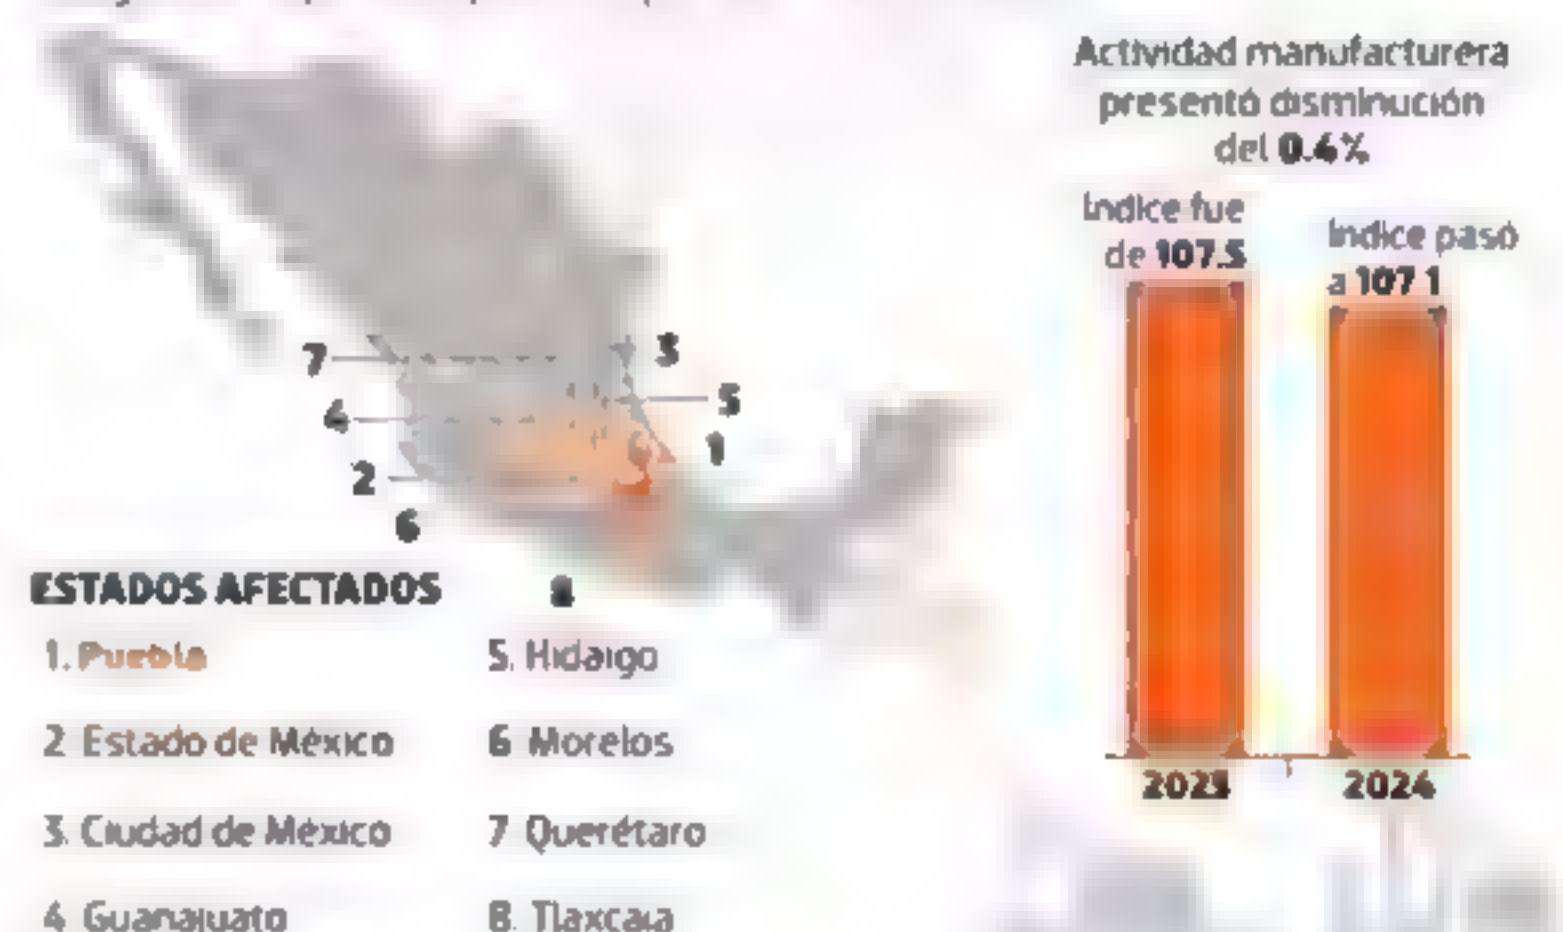 Actividad manufacturera
presentó disminución
del 0.4%
Índice fue
de 107.5
Índice pasó
a 107.1
7
3
4
5
1
2
6
8
ESTADOS AFECTADOS
1. Puebla
2 Estado de México
3. Ciudad de México
4 Guanajuato
5. Hidalgo
6 Morelos
7 Querétaro
8. Tlaxcala
2024